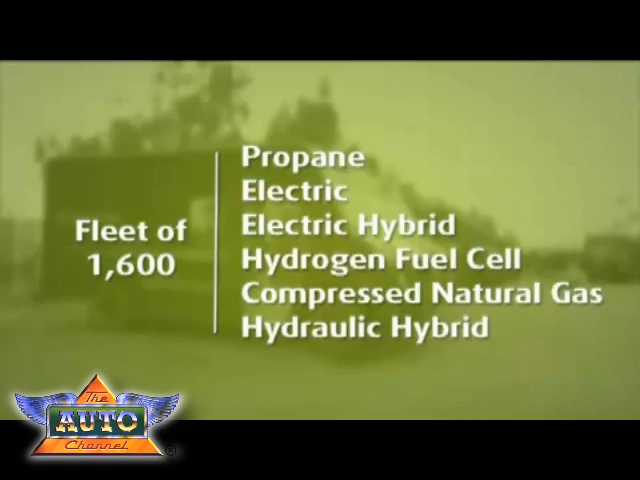 Fleet of
1,600
Propane
Electric
Electric Hybrid
Hydrogen Fuel Cell
Compressed Natural Gas
Hydraulic Hybrid
The
AUTO
Channel
®